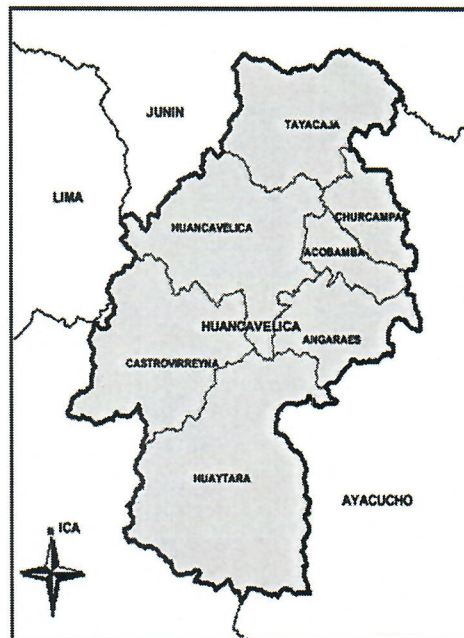 JUNIN
TAYACAJA
LIMA
CHURCAMPA
HUANCAVELICA
ACOBAMBA
HUANCAVELICA
ANGARAES
CASTROVIRREYNA
HUAYTARA
AYACUCHO
N ICA